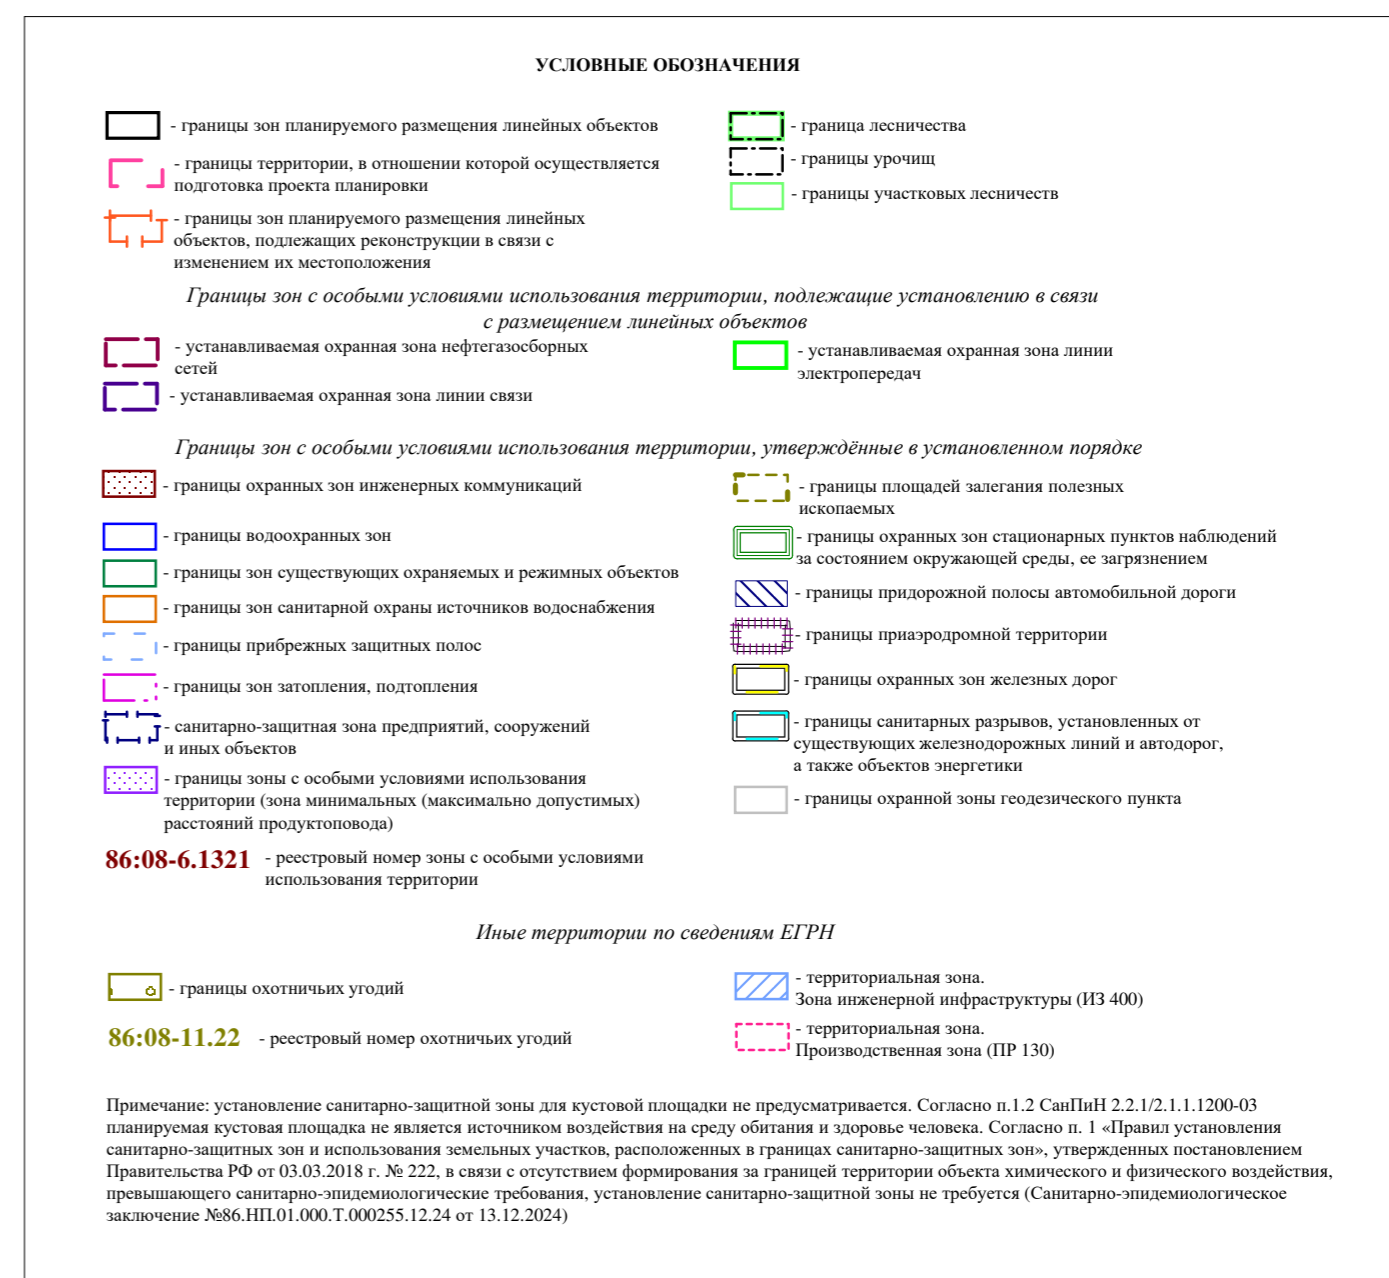 УСЛОВНЫЕ ОБОЗНАЧЕНИЯ
- границы зон планируемого размещения линейных объектов
- границы территории, в отношении которой осуществляется
подготовка проекта планировки
- границы зон планируемого размещения линейных
объектов, подлежащих реконструкции в связи с
изменением их местоположения
- граница лесничества
- границы урочищ
- границы участковых лесничеств
Границы зон с особыми условиями использования территории, подлежащие установлению в связи
с размещением линейных объектов
- устанавливаемая охранная зона нефтегазосборных
сетей
- устанавливаемая охранная зона линии связи
- устанавливаемая охранная зона линии
электропередач
Границы зон с особыми условиями использования территории, утверждённые в установленном порядке
- границы охранных зон инженерных коммуникаций
- границы водоохранных зон
- границы зон существующих охраняемых и режимных объектов
- границы зон санитарной охраны источников водоснабжения
- границы прибрежных защитных полос
- границы зон затопления, подтопления
- санитарно-защитная зона предприятий, сооружений
и иных объектов
- границы зоны с особыми условиями использования
территории (зона минимальных (максимально допустимых)
расстояний продуктоповода)
86:08-6.1321 - реестровый номер зоны с особыми условиями
использования территории
- границы площадей залегания полезных
ископаемых
- границы охранных зон стационарных пунктов наблюдений
за состоянием окружающей среды, ее загрязнением
- границы придорожной полосы автомобильной дороги
- границы приаэродромной территории
- границы охранных зон железных дорог
- границы санитарных разрывов, установленных от
существующих железнодорожных линий и автодорог,
а также объектов энергетики
- границы охранной зоны геодезического пункта
Иные территории по сведениям ЕГРН
- границы охотничьих угодий
86:08-11.22 - реестровый номер охотничьих угодий
- территориальная зона.
Зона инженерной инфраструктуры (ИЗ 400)
- территориальная зона.
Производственная зона (ПР 130)
Примечание: установление санитарно-защитной зоны для кустовой площадки не предусматривается. Согласно п.1.2 СанПиН 2.2.1/2.1.1.1200-03
планируемая кустовая площадка не является источником воздействия на среду обитания и здоровье человека. Согласно п. 1 «Правил установления
санитарно-защитных зон и использования земельных участков, расположенных в границах санитарно-защитных зон», утвержденных постановлением
Правительства РФ от 03.03.2018 г. № 222, в связи с отсутствием формирования за границей территории объекта химического и физического воздействия,
превышающего санитарно-эпидемиологические требования, установление санитарно-защитной зоны не требуется (Санитарно-эпидемиологическое
заключение №86.НП.01.000.Т.000255.12.24 от 13.12.2024)